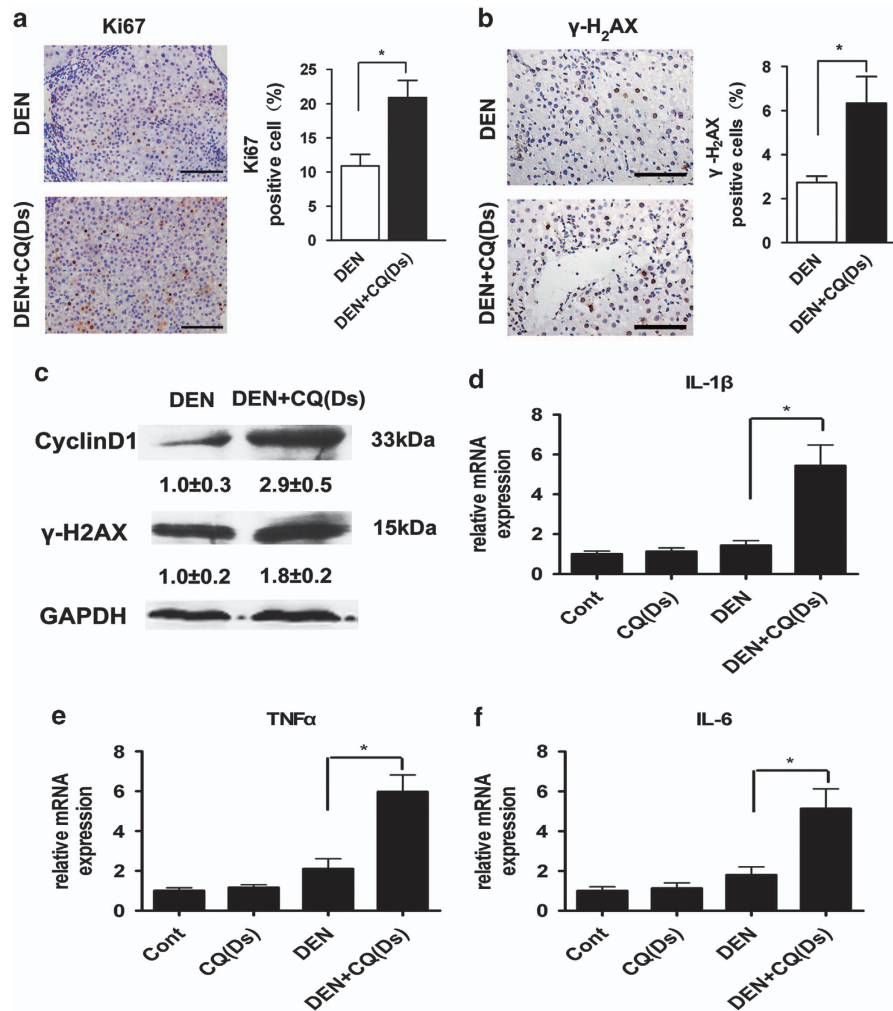 a
Ki67
DEN
DEN+CQ(Ds)
Ki67
positive cell (%)
25
20
15
10
5
0
*
DEN
DEN+CQ(Ds)
b
γ-H₂AX
DEN
DEN+CQ(Ds)
γ-H₂AX
positive cells (%)
8
6
4
2
0
*
DEN
DEN+CQ(Ds)
c
DEN DEN+CQ(Ds)
CyclinD1 33kDa
1.0±0.3 2.9±0.5
γ-H2AX 15kDa
1.0±0.2 1.8±0.2
GAPDH
d
IL-1β
relative mRNA
expression
8
6
4
2
0
*
Cont
CQ(Ds)
DEN
DEN+CQ(Ds)
e
TNFα
relative mRNA
expression
8
6
4
2
0
*
Cont
CQ(Ds)
DEN
DEN+CQ(Ds)
f
IL-6
relative mRNA
expression
8
6
4
2
0
*
Cont
CQ(Ds)
DEN
DEN+CQ(Ds)